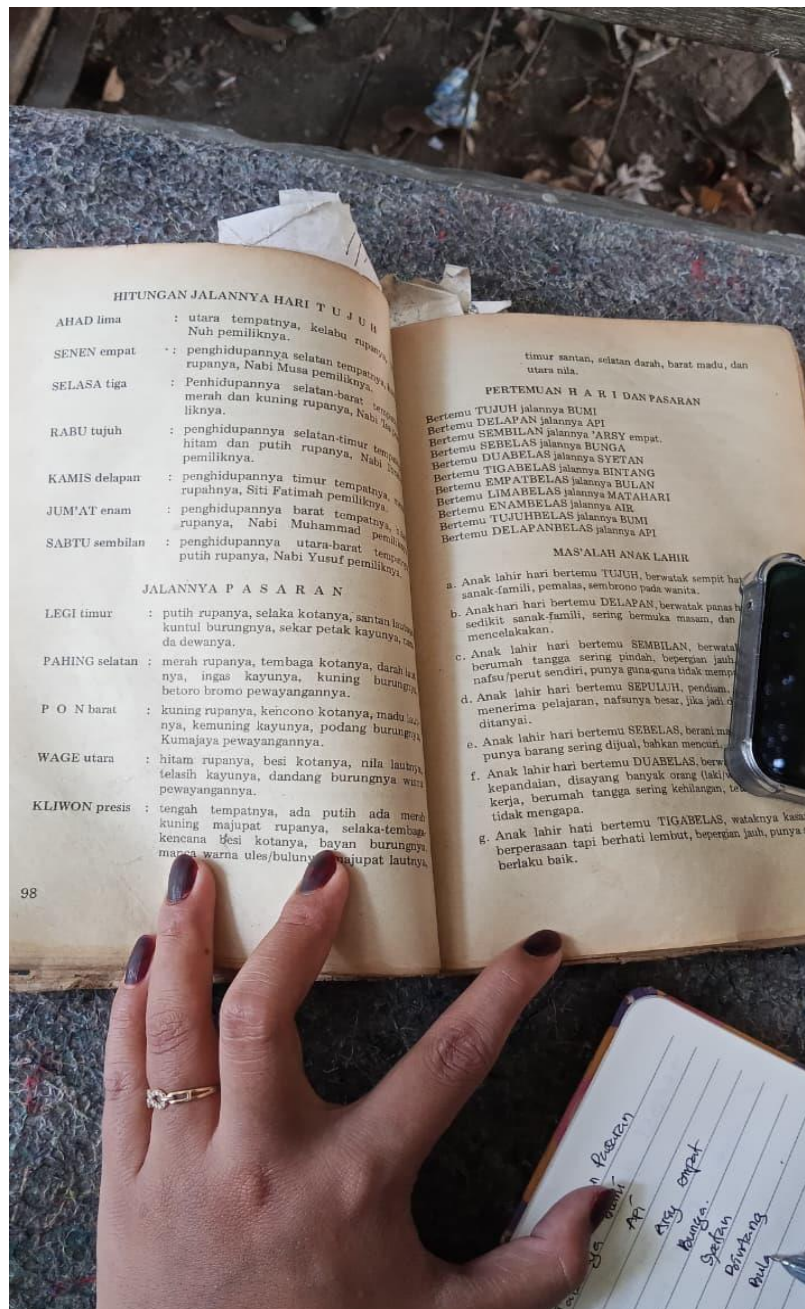 HITUNGAN JALANNYA HARI T U J U H
AHAD lima : utara tempatnya, kelabu rupanya,
Nuh pemiliknya.
SENEN empat : penghidupannya selatan tempatnya,
rupanya, Nabi Musa pemiliknya.
SELASA tiga : Penhidupannya selatan-barat
merah dan kuning rupanya, Nabi
liknya.
RABU tujuh : penghidupannya selatan-timur
hitam dan putih rupanya, Nabi
pemiliknya.
KAMIS delapan : penghidupannya timur tempatnya,
rupahnya, Siti Fatimah pemiliknya.
JUM'AT enam : penghidupannya barat tempatnya,
rupanya, Nabi Muhammad
SABTU sembilan : penghidupannya utara-barat
putih rupanya, Nabi Yusuf pemiliknya.
JALANNYA P A S A R A N
LEGI timur : putih rupanya, selaka kotanya, santan
kuntul burungnya, sekar petak kayunya,
da dewanya.
PAHING selatan : merah rupanya, tembaga kotanya, darah
nya, ingas kayunya, kuning burungnya
betoro bromo pewayangannya.
P O N barat : kuning rupanya, kencono kotanya, madu
nya, kemuning kayunya, podang burungnya
Kumajaya pewayangannya.
WAGE utara : hitam rupanya, besi kotanya, nila lautnya,
telasih kayunya, dandang burungnya
pewayangannya.
KLIWON presis : tengah tempatnya, ada putih ada merah
kuning majupat rupanya, selaka-tembaga-
kencana besi kotanya, bayan burungnya,
manca warna ules/bulunya majupat lautnya,
98
timur santan, selatan darah, barat madu, dan
utara nila.
PERTEMUAN H A R I DAN PASARAN
Bertemu TUJUH jalannya BUMI
Bertemu DELAPAN jalannya API
Bertemu SEMBILAN jalannya 'ARSY empat.
Bertemu SEBELAS jalannya BUNGA
Bertemu DUABELAS jalannya SYETAN
Bertemu TIGABELAS jalannya BINTANG
Bertemu EMPATBELAS jalannya BULAN
Bertemu LIMABELAS jalannya MATAHARI
Bertemu ENAMBELAS jalannya AIR
Bertemu TUJUHBELAS jalannya BUMI
Bertemu DELAPANBELAS jalannya API
MAS'ALAH ANAK LAHIR
a. Anak lahir hari bertemu TUJUH, berwatak sempit
sanak-famili, pemalas, sembrono pada wanita.
b. Anak hari hari bertemu DELAPAN, berwatak panas
sedikit sanak-famili, sering bermuka masam, dan
mencelakakan.
c. Anak lahir hari bertemu SEMBILAN,
berumah tangga sering pindah, bepergian jauh,
nafsu/perut sendiri, punya guna-guna tidak
d. Anak lahir hari bertemu SEPULUH, pendiam,
menerima pelajaran, nafsunya besar, jika jadi
ditanyai.
e. Anak lahir hari bertemu SEBELAS, berani
punya barang sering dijual, bahkan mencuri.
f. Anak lahir hari bertemu DUABELAS,
kepandaian, disayang banyak orang
kerja, berumah tangga sering kehilangan,
tidak mengapa.
g. Anak lahir hati bertemu TIGABELAS, wataknya
berperasaan tapi berhati lembut, bepergian jauh, punya
berlaku baik.
Pasaran
Api
Arsy empat
Bunga.
Syetan
Bintang